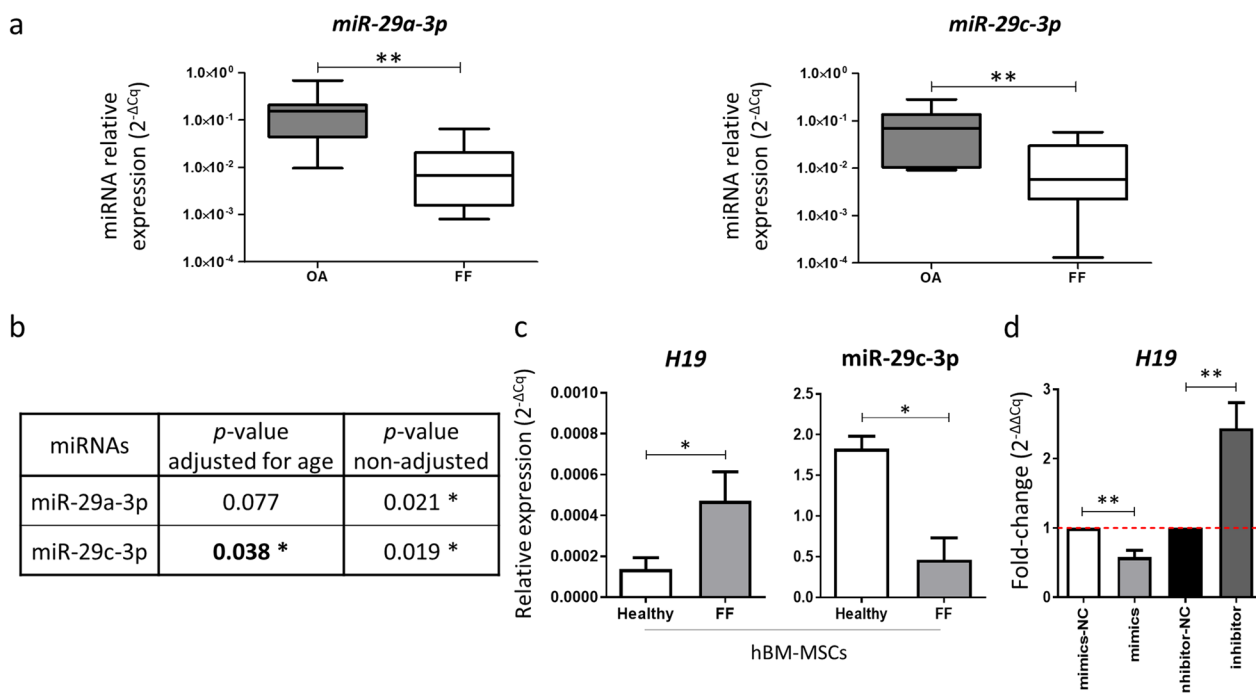 a
miR-29a-3p
miR-29c-3p
**
**
miRNA relative
expression (2-ΔCq)
1.0×10^0
1.0×10^-1
1.0×10^-2
1.0×10^-3
1.0×10^-4
OA
FF
miRNA relative
expression (2-ΔCq)
1.0×10^0
1.0×10^-1
1.0×10^-2
1.0×10^-3
1.0×10^-4
OA
FF
b
miRNAs
p-value
adjusted for age
p-value
non-adjusted
miR-29a-3p
0.077
0.021 *
miR-29c-3p
0.038 *
0.019 *
c
H19
Relative expression (2-ΔCq)
0.0010
0.0008
0.0006
0.0004
0.0002
0.0000
*
Healthy
FF
miR-29c-3p
2.5
2.0
1.5
1.0
0.5
0.0
*
Healthy
FF
hBM-MSCs
d
H19
Fold-change (2-ΔΔCq)
3
2
1
0
**
**
mimics-NC
mimics
nhibitor-NC
inhibitor